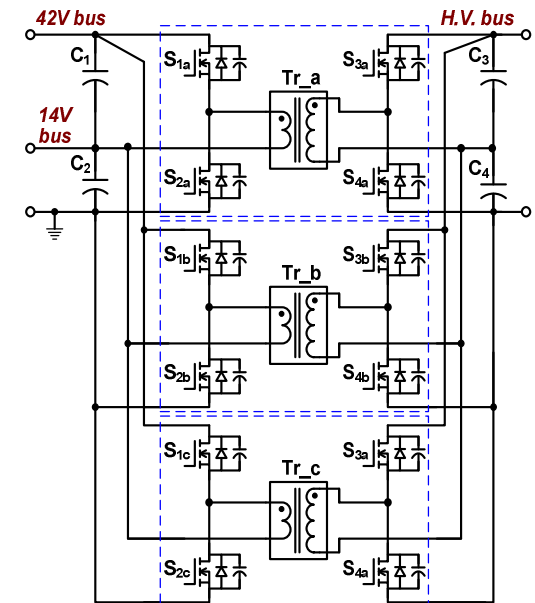 42V bus
H.V. bus
C1
S1a
Tr_a
S3a
C3
14V
bus
C2
S2a
S4a
C4
S1b
Tr_b
S3b
S2b
S4b
S1c
Tr_c
S3a
S2c
S4a